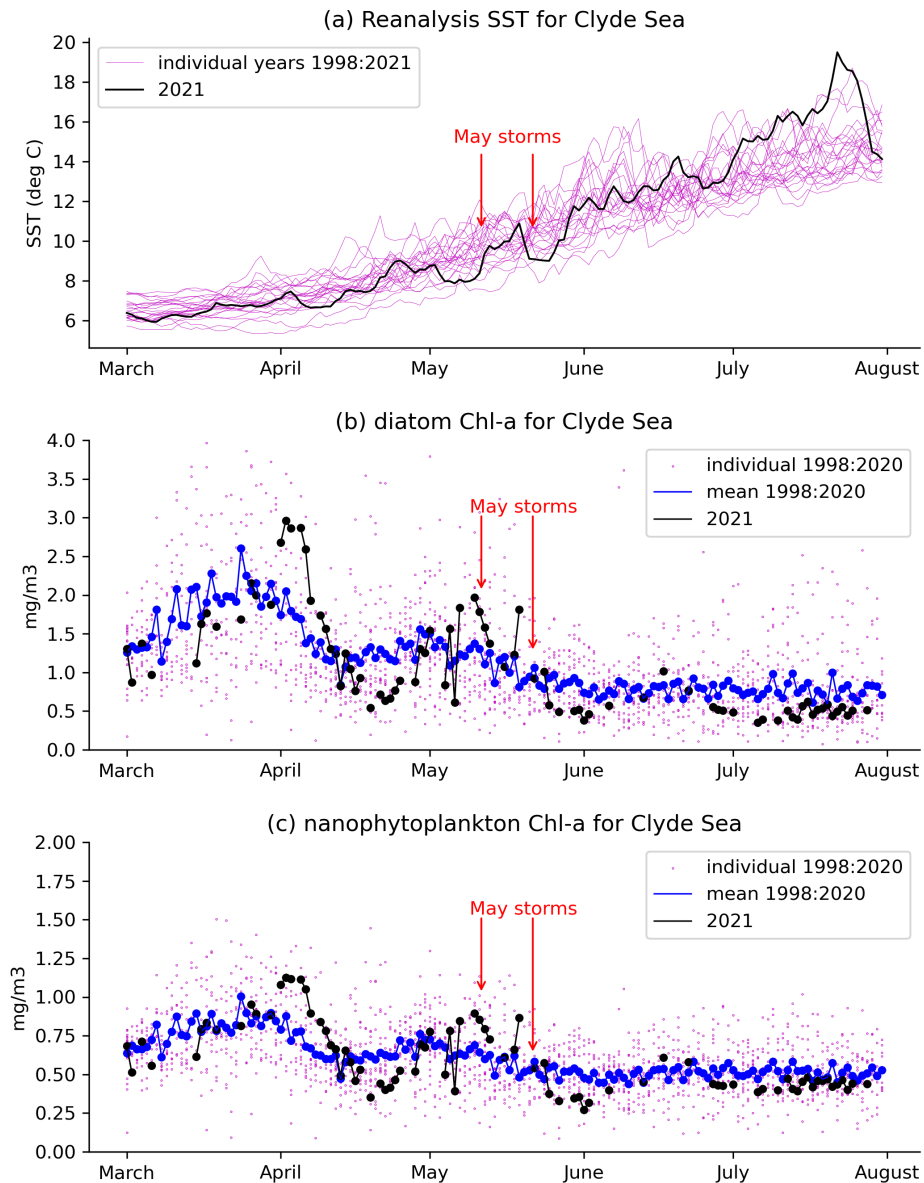 (a) Reanalysis SST for Clyde Sea
20
18
16
14
12
10
8
6
SST (deg C)
individual years 1998:2021
2021
May storms
March April May June July August
(b) diatom Chl-a for Clyde Sea
4.0
3.5
3.0
2.5
2.0
1.5
1.0
0.5
0.0
mg/m3
individual 1998:2020
mean 1998:2020
2021
May storms
March April May June July August
(c) nanophytoplankton Chl-a for Clyde Sea
2.00
1.75
1.50
1.25
1.00
0.75
0.50
0.25
0.00
mg/m3
individual 1998:2020
mean 1998:2020
2021
May storms
March April May June July August